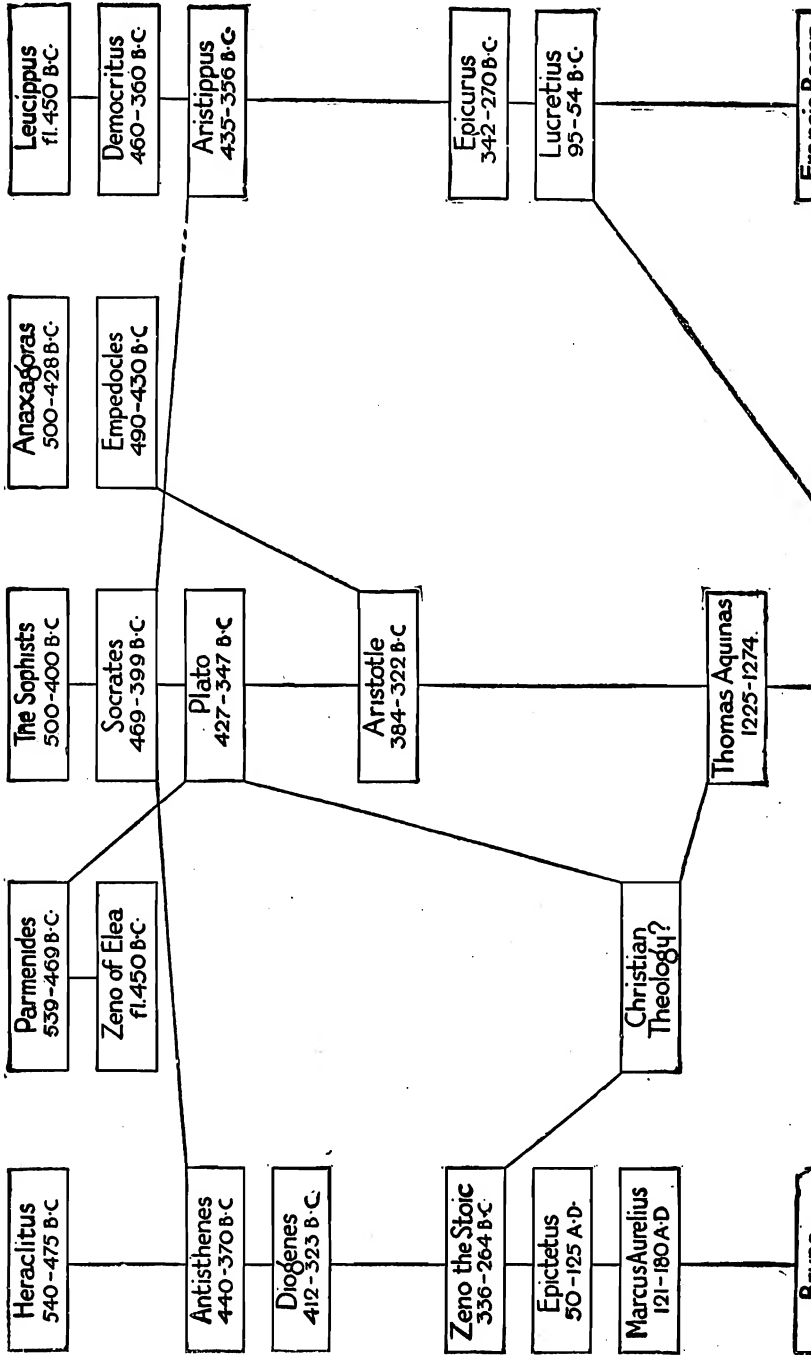 Heraclitus
540-475 B.C
Parmenides
539-469 B.C.
The Sophists
500-400 B.C
Anaxagoras
500-428 B.C.
Leucippus
fl.450 B.C.
Zeno of Elea
fl.450 B.C.
Socrates
469-399 B.C.
Empedocles
490-430 B.C
Democritus
460-360 B.C.
Antisthenes
440-370 B.C
Plato
427-347 B.C
Aristippus
435-356 B.C.
Diogenes
412-323 B.C.
Aristotle
384-322 B.C
Zeno the Stoic
336-264 B.C.
Epicurus
342-270 B.C.
Epictetus
50-125 A.D.
Lucretius
95-54 B.C.
Christian
Theology?
Marcus Aurelius
121-180 A.D
Thomas Aquinas
1225-1274.